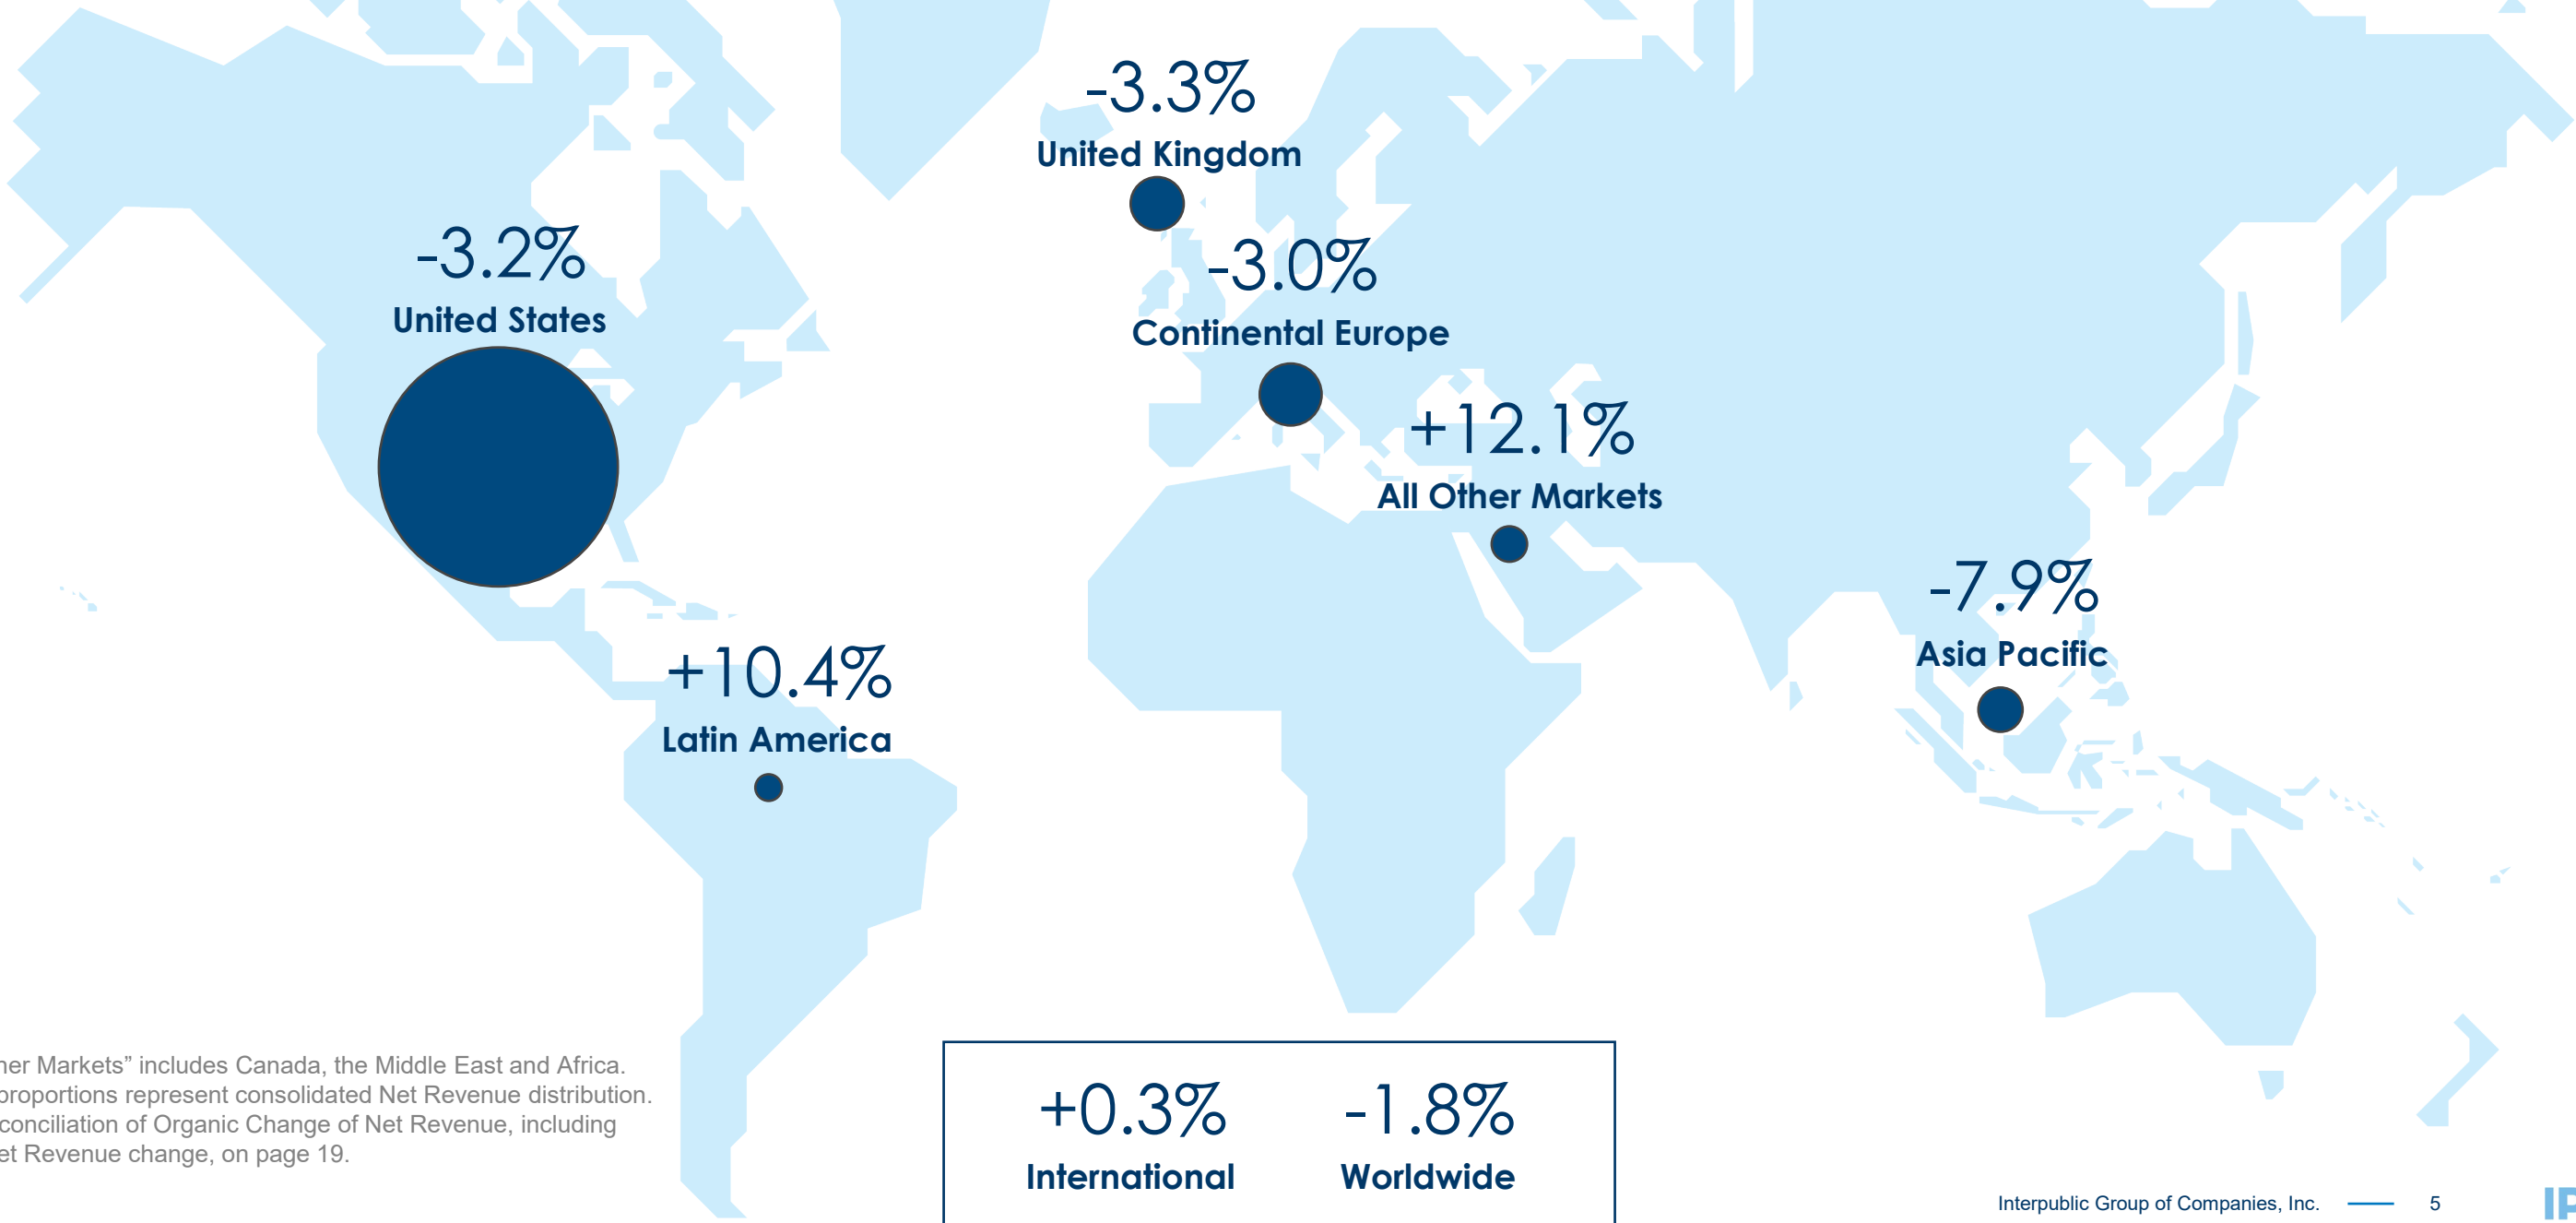 -3.3%
United Kingdom
-3.2%
United States
-3.0%
Continental Europe
+12.1%
All Other Markets
-7.9%
Asia Pacific
+10.4%
Latin America
Markets” includes Canada, the Middle East and Africa.
proportions represent consolidated Net Revenue distribution.
of Organic Change of Net Revenue, including
Revenue change, on page 19.
+0.3%
International
-1.8%
Worldwide
Interpublic Group of Companies, Inc.
5